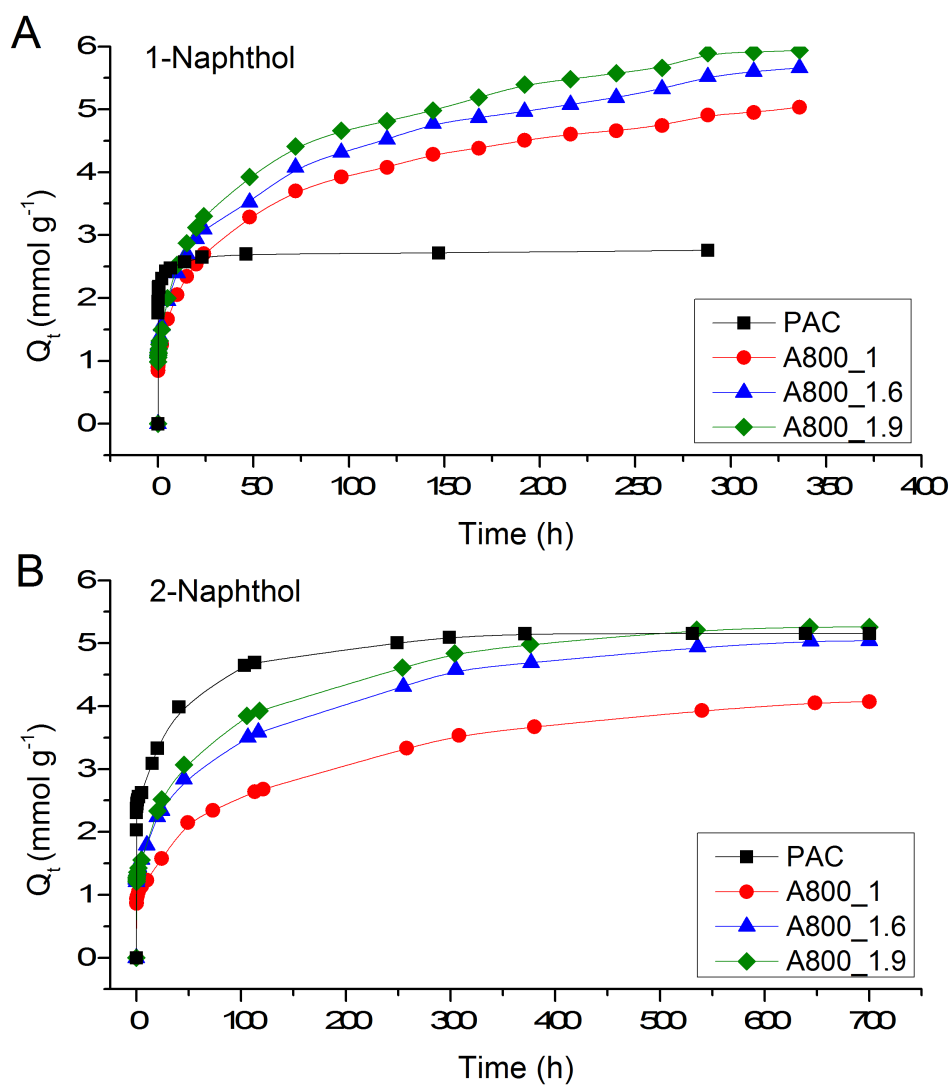 A
1-Naphthol
6
5
4
3
2
1
0
Qt (mmol g-1)
PAC
A800_1
A800_1.6
A800_1.9
0 50 100 150 200 250 300 350 400
Time (h)
B
2-Naphthol
6
5
4
3
2
1
0
Qt (mmol g-1)
PAC
A800_1
A800_1.6
A800_1.9
0 100 200 300 400 500 600 700
Time (h)